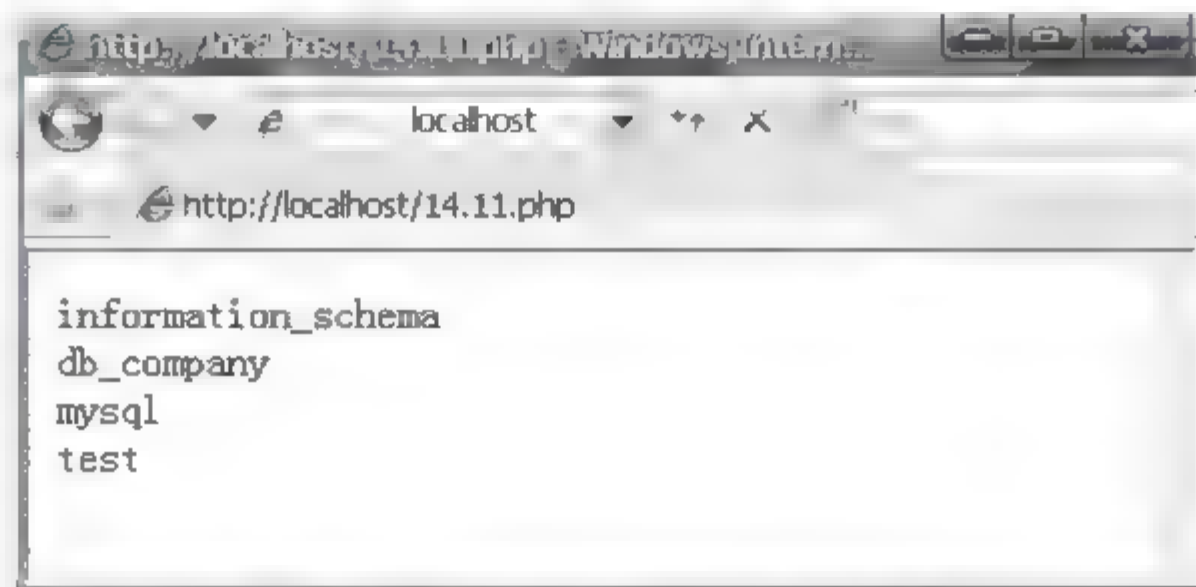 localhost
http://localhost/14.11.php
information_schema
db_company
mysql
test